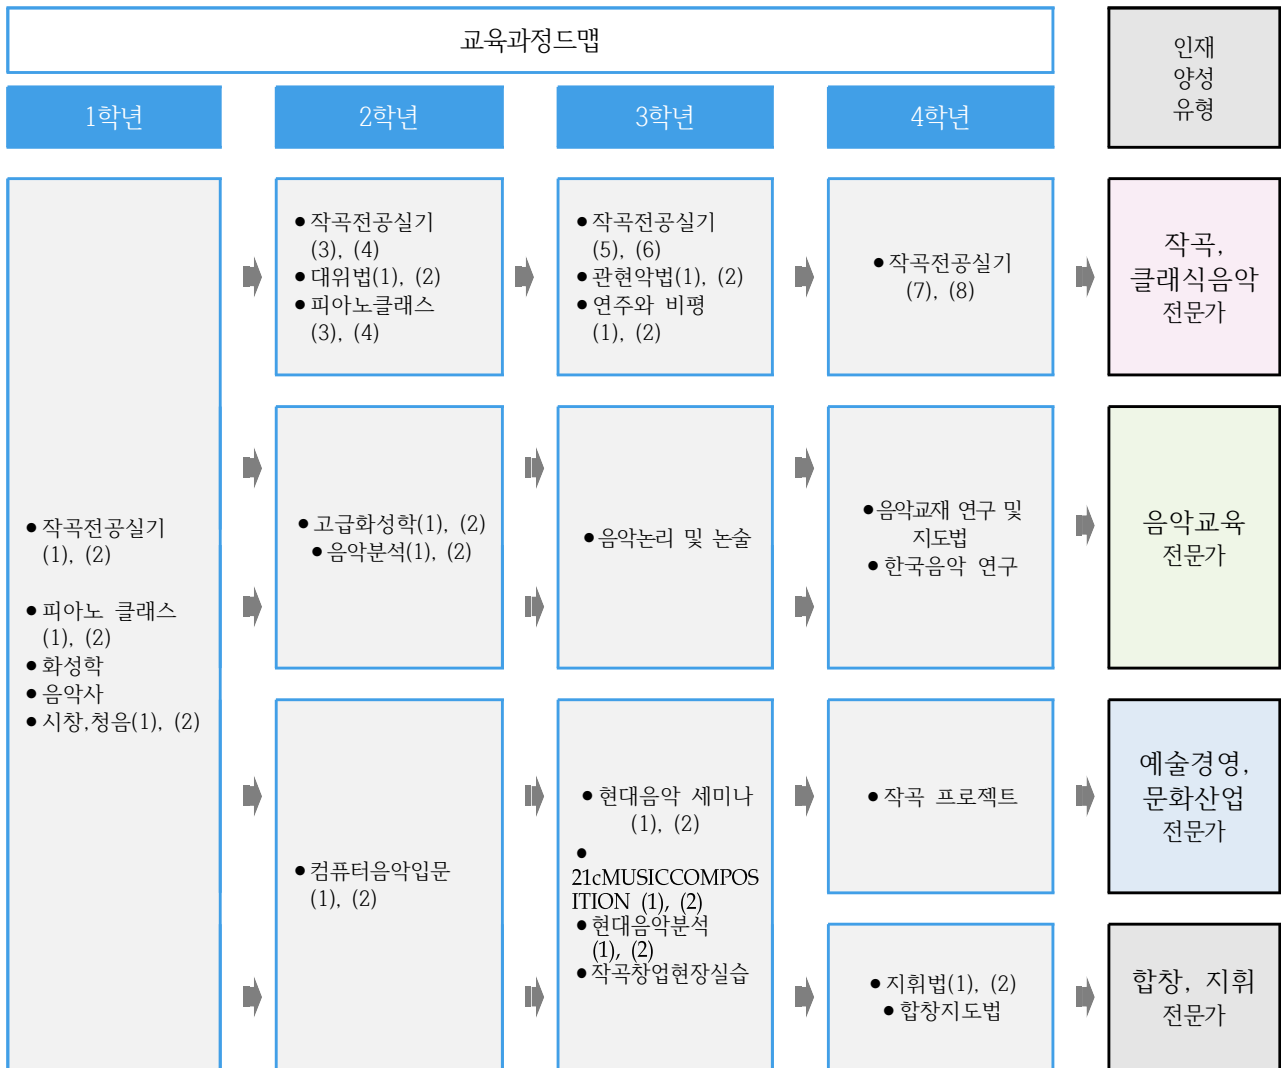 교육과정드맵
인재
양성
유형
1학년
2학년
3학년
4학년
● 작곡전공실기
(1), (2)
● 피아노 클래스
(1), (2)
● 화성학
● 음악사
● 시창,청음(1), (2)
● 작곡전공실기
(3), (4)
● 대위법(1), (2)
● 피아노클래스
(3), (4)
● 작곡전공실기
(5), (6)
● 관현악법(1), (2)
● 연주와 비평
(1), (2)
● 작곡전공실기
(7), (8)
작곡,
클래식음악
전문가
● 고급화성학(1), (2)
● 음악분석(1), (2)
● 음악논리 및 논술
● 음악교재 연구 및
지도법
● 한국음악 연구
음악교육
전문가
● 컴퓨터음악입문
(1), (2)
● 현대음악 세미나
(1), (2)
●
21cMUSICCOMPOS
ITION (1), (2)
● 현대음악분석
(1), (2)
● 작곡창업현장실습
● 작곡 프로젝트
예술경영,
문화산업
전문가
● 지휘법(1), (2)
● 합창지도법
합창, 지휘
전문가